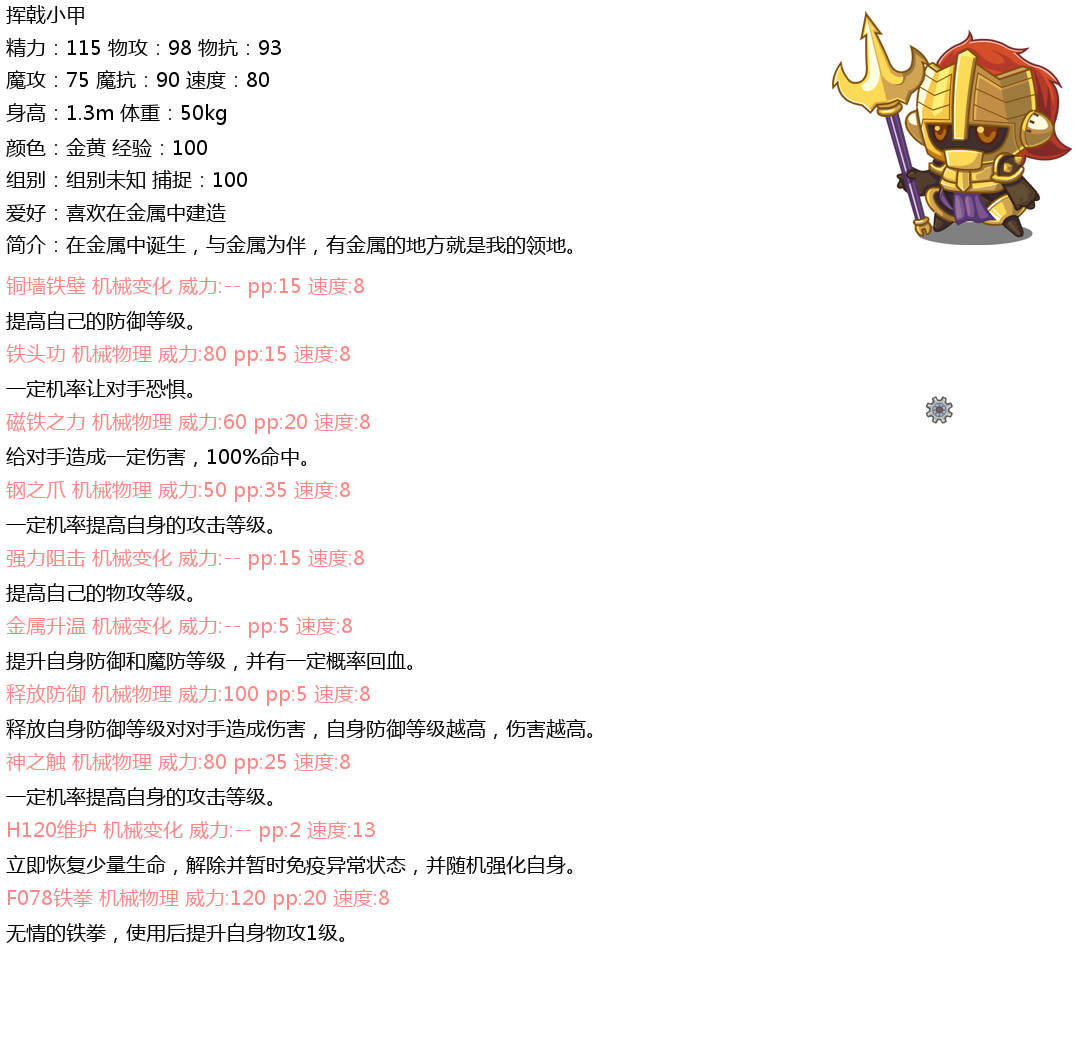 挥戟小甲
精力：115 物攻：98 物抗：93
魔攻：75 魔抗：90 速度：80
身高：1.3m 体重：50kg
颜色：金黄 经验：100
组别：组别未知 捕捉：100
爱好：喜欢在金属中建造
简介：在金属中诞生，与金属为伴，有金属的地方就是我的领地。
铜墙铁壁 机械变化 威力:-- pp:15 速度:8
提高自己的防御等级。
铁头功 机械物理 威力:80 pp:15 速度:8
一定机率让对手恐惧。
磁铁之力 机械物理 威力:60 pp:20 速度:8
给对手造成一定伤害，100%命中。
钢之爪 机械物理 威力:50 pp:35 速度:8
一定机率提高自身的攻击等级。
强力阻击 机械变化 威力:-- pp:15 速度:8
提高自己的物攻等级。
金属升温 机械变化 威力:-- pp:5 速度:8
提升自身防御和魔防等级，并有一定概率回血。
释放防御 机械物理 威力:100 pp:5 速度:8
释放自身防御等级对对手造成伤害，自身防御等级越高，伤害越高。
神之触 机械物理 威力:80 pp:25 速度:8
一定机率提高自身的攻击等级。
H120维护 机械变化 威力:-- pp:2 速度:13
立即恢复少量生命，解除并暂时免疫异常状态，并随机强化自身。
F078铁拳 机械物理 威力:120 pp:20 速度:8
无情的铁拳，使用后提升自身物攻1级。